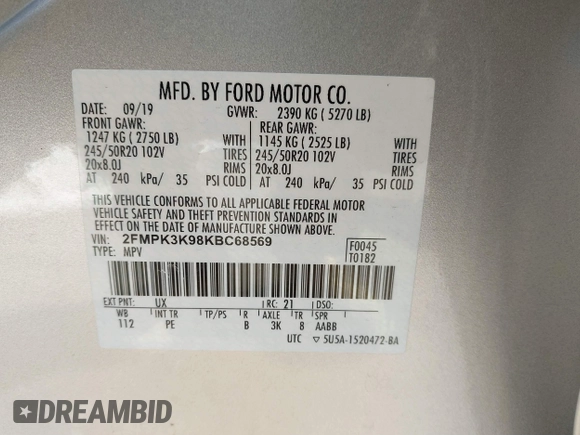 MFD. BY FORD MOTOR CO.
DATE: 09/19 GVWR: 2390 KG ( 5270 LB)
FRONT GAWR: REAR GAWR:
1247 KG ( 2750 LB) WITH 1145 KG ( 2525 LB) WITH
245/50R20 102V TIRES 245/50R20 102V TIRES
20x8.0J RIMS 20x8.0J RIMS
AT 240 kPa/ 35 PSI COLD AT 240 kPa/ 35 PSI COLD
THIS VEHICLE CONFORMS TO ALL APPLICABLE FEDERAL MOTOR
VEHICLE SAFETY AND THEFT PREVENTION STANDARDS IN
EFFECT ON THE DATE OF MANUFACTURE SHOWN ABOVE.
VIN: 2FMPK3K98KBC68569 F0045
TYPE: MPV T0182
EXT PNT: UX RC: 21 DSO:
WB INT TR TP/PS R AXLE TR SPR
112 PE B 3K 8 AABB
UTC ▽ 5U5A-1520472-BA
DREAMBID